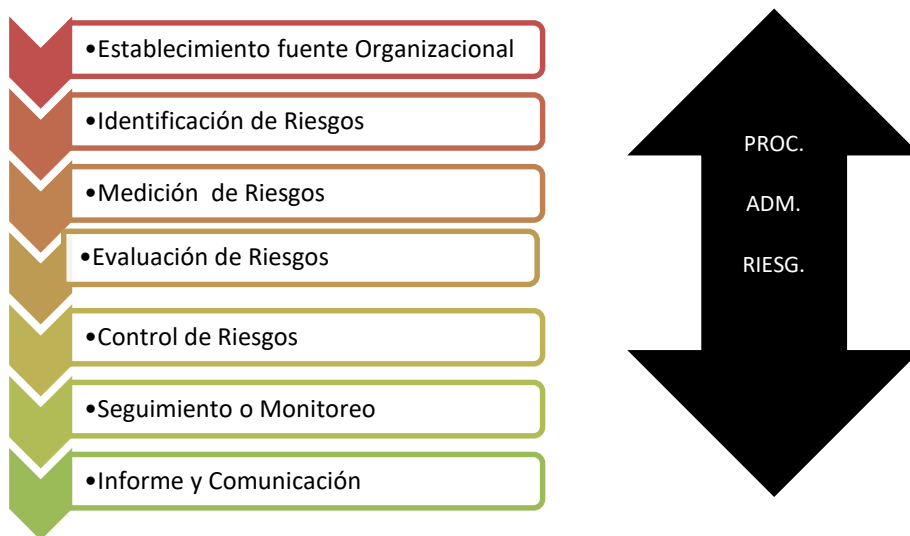 •Establecimiento fuente Organizacional
•Identificación de Riesgos
•Medición de Riesgos
•Evaluación de Riesgos
•Control de Riesgos
•Seguimiento o Monitoreo
•Informe y Comunicación
PROC.
ADM.
RIESG.